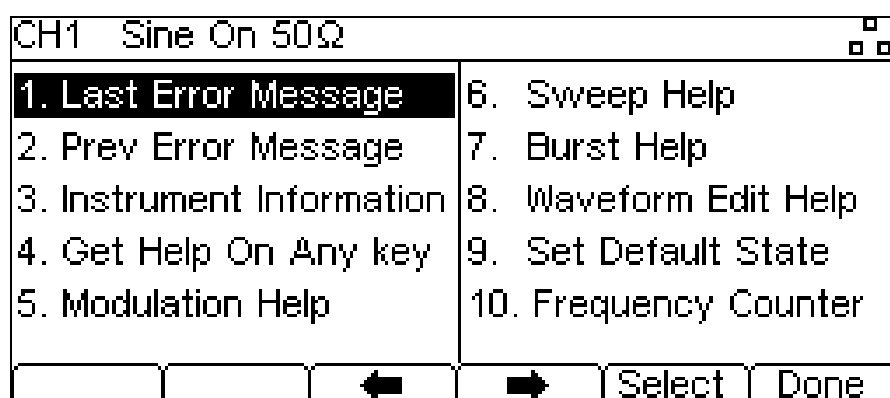 CH1 Sine On 50Ω
1. Last Error Message
2. Prev Error Message
3. Instrument Information
4. Get Help On Any key
5. Modulation Help
6. Sweep Help
7. Burst Help
8. Waveform Edit Help
9. Set Default State
10. Frequency Counter
Select Done